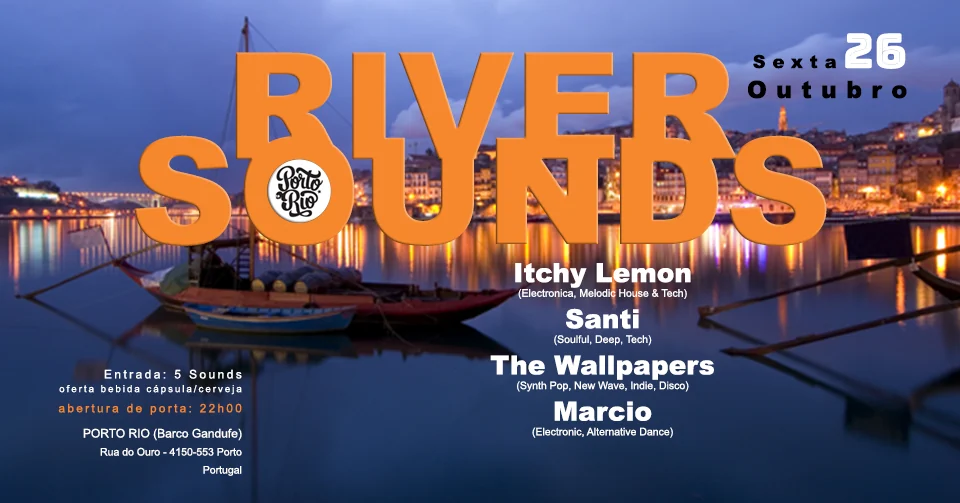 RIVER
SOUNDS
Porto
Rio
Sexta 26
Outubro
Itchy Lemon
(Electronica, Melodic House & Tech)
Santi
(Soulful, Deep, Tech)
The Wallpapers
(Synth Pop, New Wave, Indie, Disco)
Marcio
(Electronic, Alternative Dance)
Entrada: 5 Sounds
oferta bebida cápsula/cerveja
abertura de porta: 22h00
PORTO RIO (Barco Gandufe)
Rua do Ouro - 4150-553 Porto
Portugal